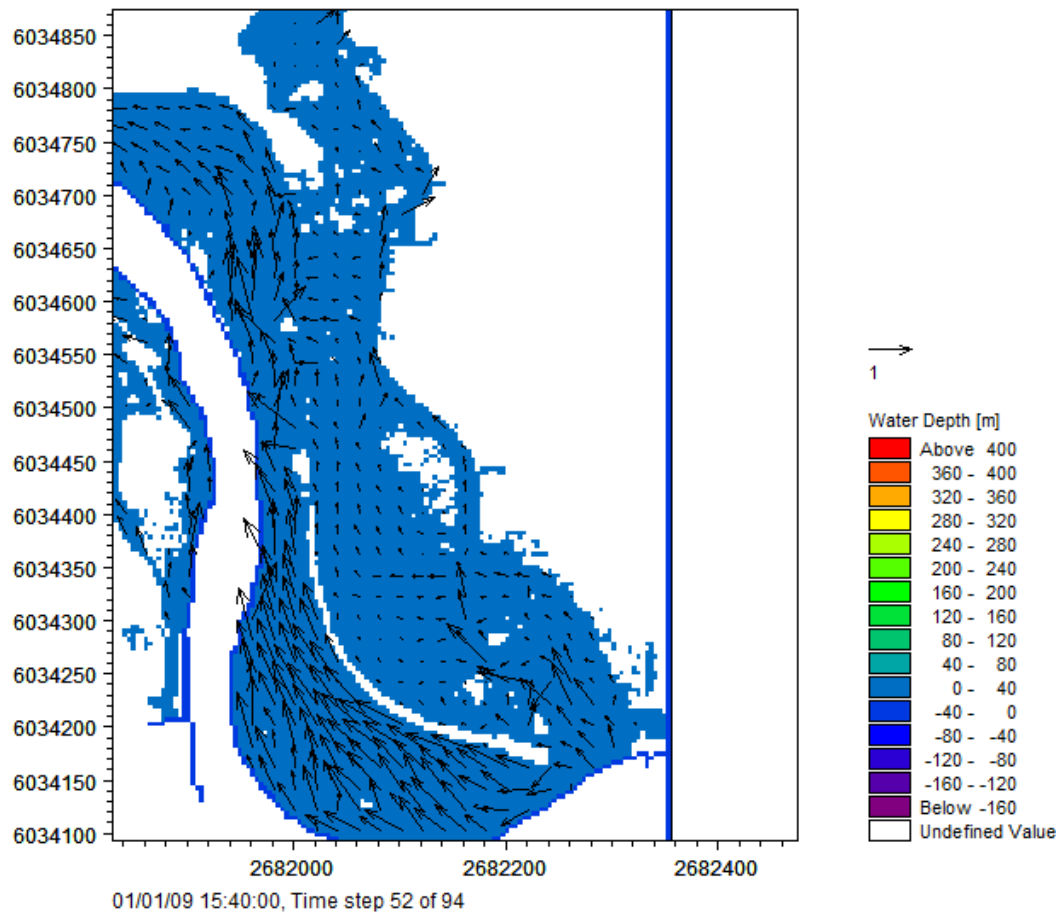 6034850
6034800
6034750
6034700
6034650
6034600
6034550
6034500
6034450
6034400
6034350
6034300
6034250
6034200
6034150
6034100
2682000 2682200 2682400
01/01/09 15:40:00, Time step 52 of 94
1
Water Depth [m]
Above 400
360 - 400
320 - 360
280 - 320
240 - 280
200 - 240
160 - 200
120 - 160
80 - 120
40 - 80
0 - 40
-40 - 0
-80 - -40
-120 - -80
-160 - -120
Below -160
Undefined Value